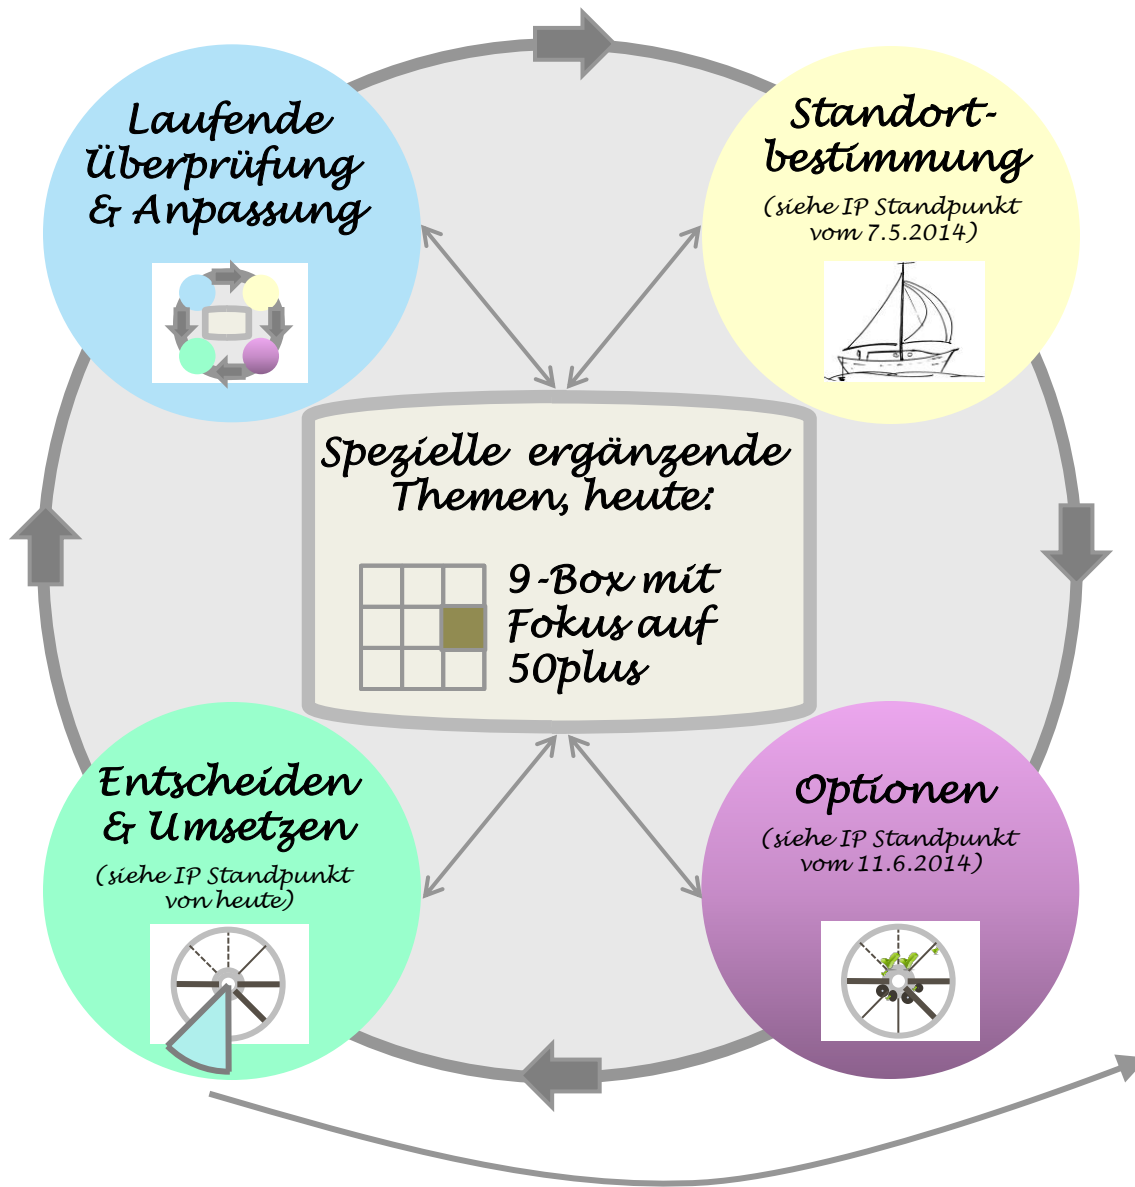 Laufende
Überprüfung
& Anpassung
Standort-
bestimmung
(siehe IP Standpunkt
vom 7.5.2014)
Spezielle ergänzende
Themen, heute:
9-Box mit
Fokus auf
50plus
Entscheiden
& Umsetzen
(siehe IP Standpunkt
von heute)
Optionen
(siehe IP Standpunkt
vom 11.6.2014)